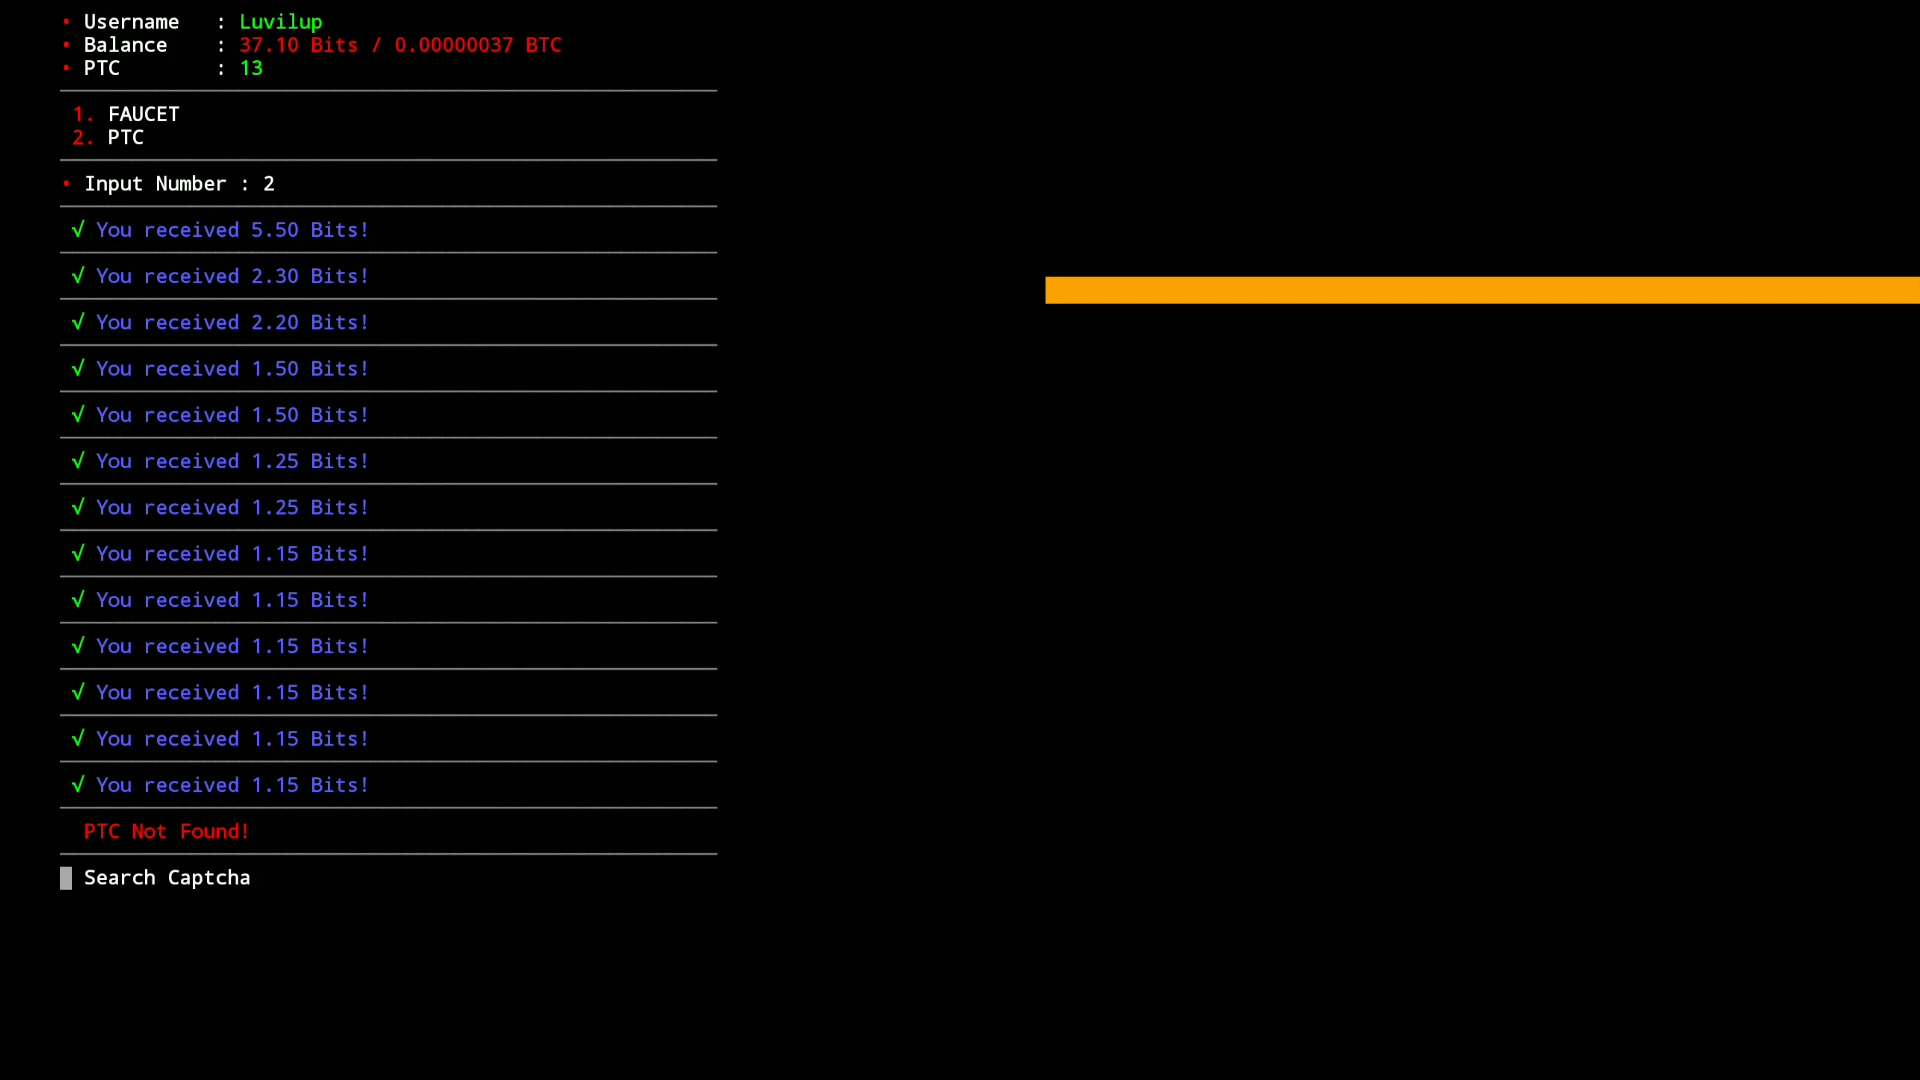 • Username : Luvilup
• Balance : 37.10 Bits / 0.00000037 BTC
• PTC : 13
1. FAUCET
2. PTC
• Input Number : 2
√ You received 5.50 Bits!
√ You received 2.30 Bits!
√ You received 2.20 Bits!
√ You received 1.50 Bits!
√ You received 1.50 Bits!
√ You received 1.25 Bits!
√ You received 1.25 Bits!
√ You received 1.15 Bits!
√ You received 1.15 Bits!
√ You received 1.15 Bits!
√ You received 1.15 Bits!
√ You received 1.15 Bits!
√ You received 1.15 Bits!
PTC Not Found!
Search Captcha